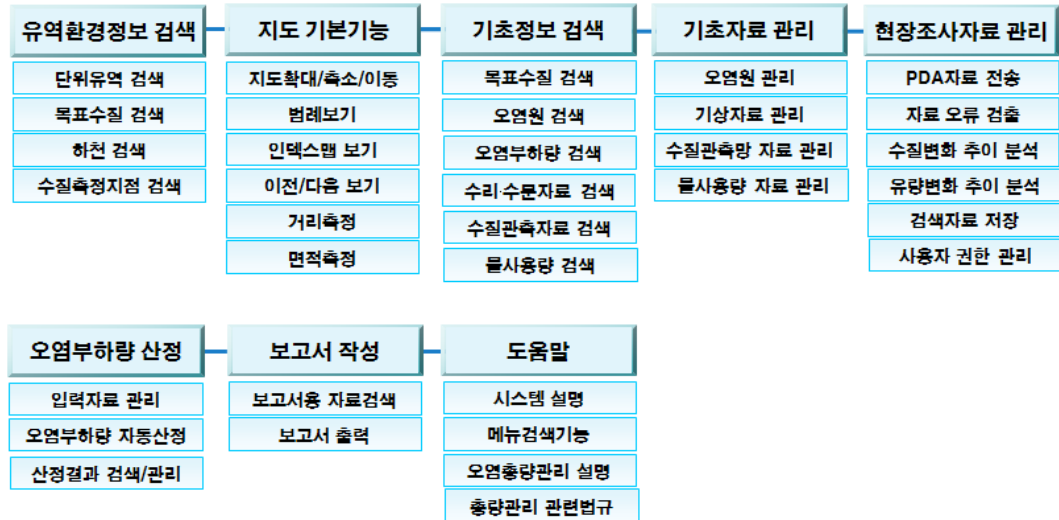 유역환경정보 검색
단위유역 검색
목표수질 검색
하천 검색
수질측정지점 검색
지도 기본기능
지도확대/축소/이동
범례보기
인덱스맵 보기
이전/다음 보기
거리측정
면적측정
기초정보 검색
목표수질 검색
오염원 검색
오염부하량 검색
수리·수문자료 검색
수질관측자료 검색
물사용량 검색
기초자료 관리
오염원 관리
기상자료 관리
수질관측망 자료 관리
물사용량 자료 관리
현장조사자료 관리
PDA자료 전송
자료 오류 검출
수질변화 추이 분석
유량변화 추이 분석
검색자료 저장
사용자 권한 관리
오염부하량 산정
입력자료 관리
오염부하량 자동산정
산정결과 검색/관리
보고서 작성
보고서용 자료검색
보고서 출력
도움말
시스템 설명
메뉴검색기능
오염총량관리 설명
총량관리 관련법규